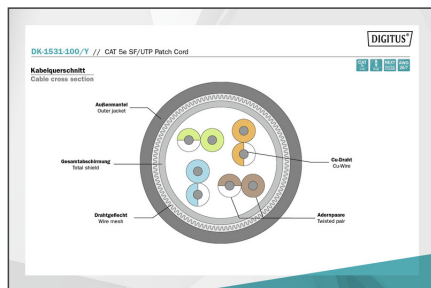 DIGITUS®
DK-1531-100/Y // CAT 5e SF/UTP Patch Cord
Kabelquerschnitt
Cable cross section
Außenmantel
Outer jacket
Gesamtabschirmung
Total shield
Drahtgeflecht
Wire mesh
Cu-Draht
Cu-Wire
Adernpaare
Twisted pair